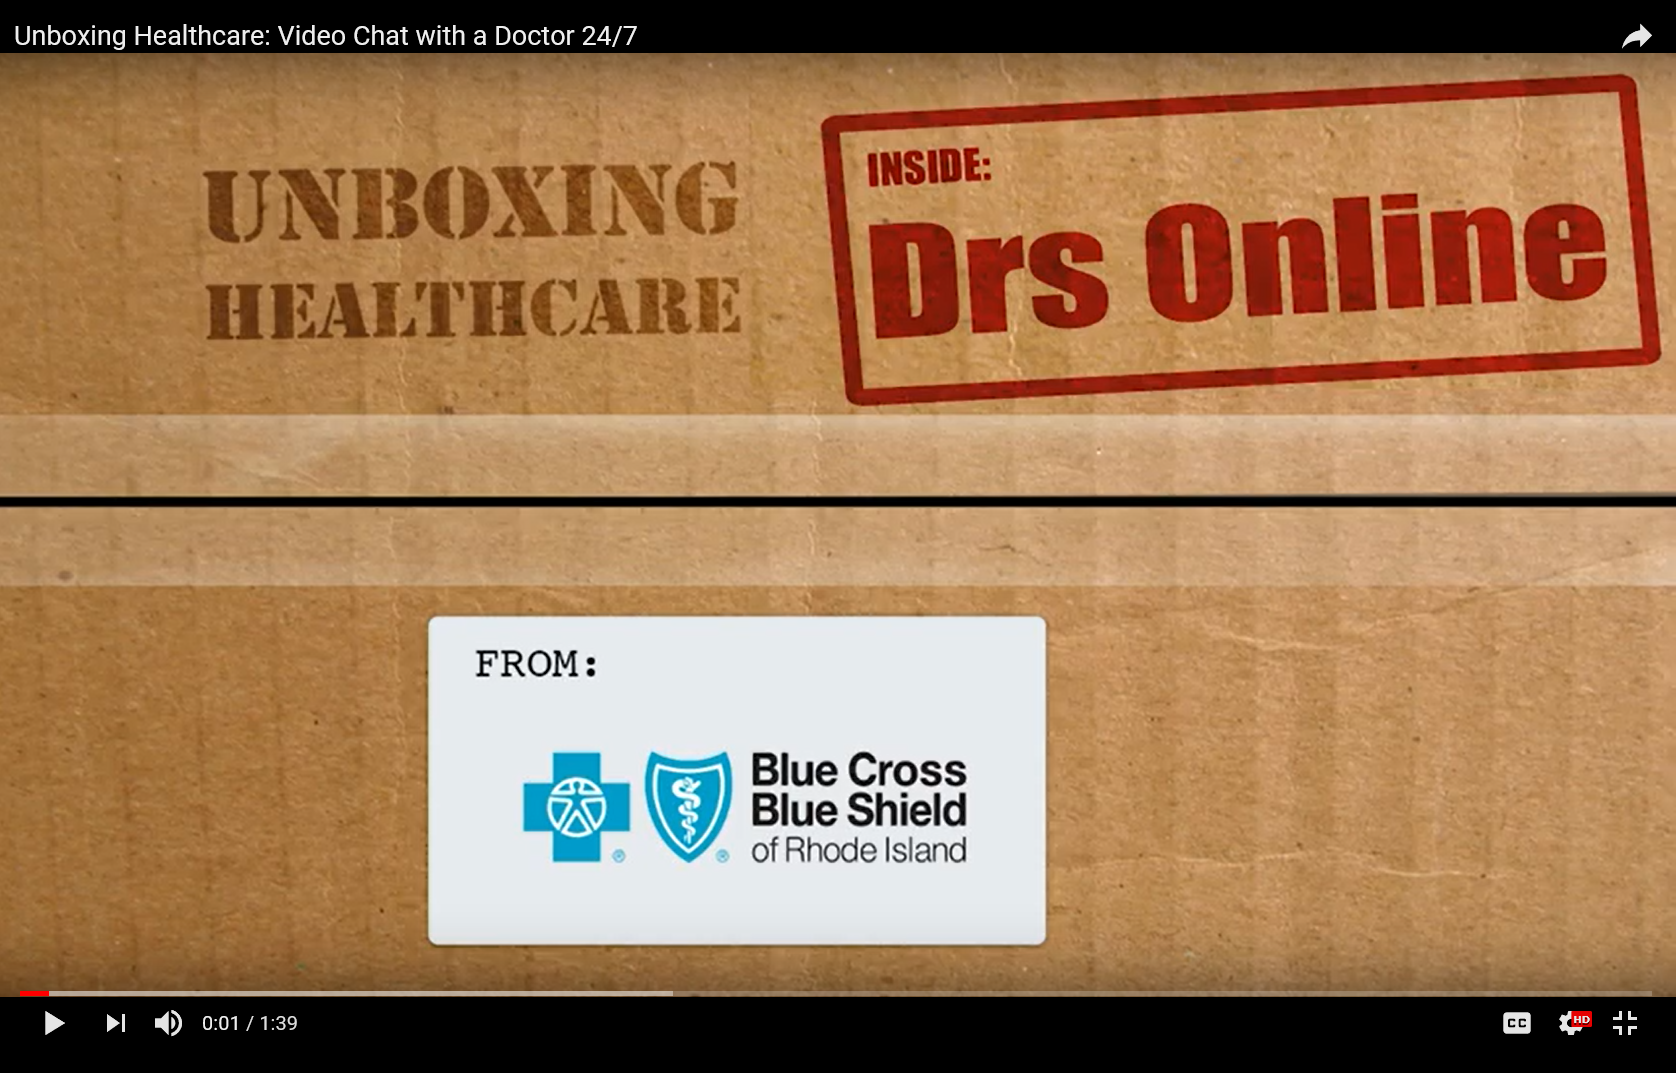 Unboxing Healthcare: Video Chat with a Doctor 24/7
UNBOXING
HEALTHCARE
INSIDE:
Drs Online
FROM:
Blue Cross
Blue Shield
of Rhode Island
® ®
0:01 / 1:39
CC
HD